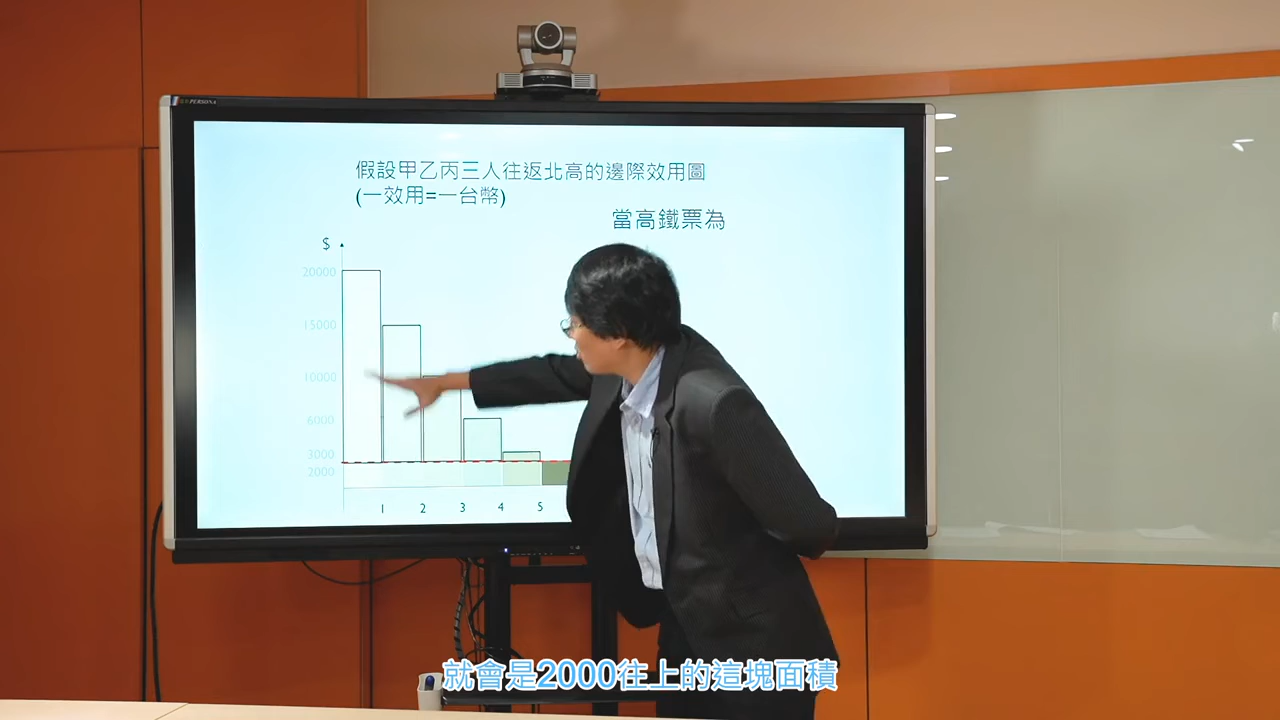 PERSONA
假設甲乙丙三人往返北高的邊際效用圖
(一效用=一台幣)
當高鐵票為
$
20000
15000
10000
6000
3000
2000
1 2 3 4 5
就會是2000往上的這塊面積